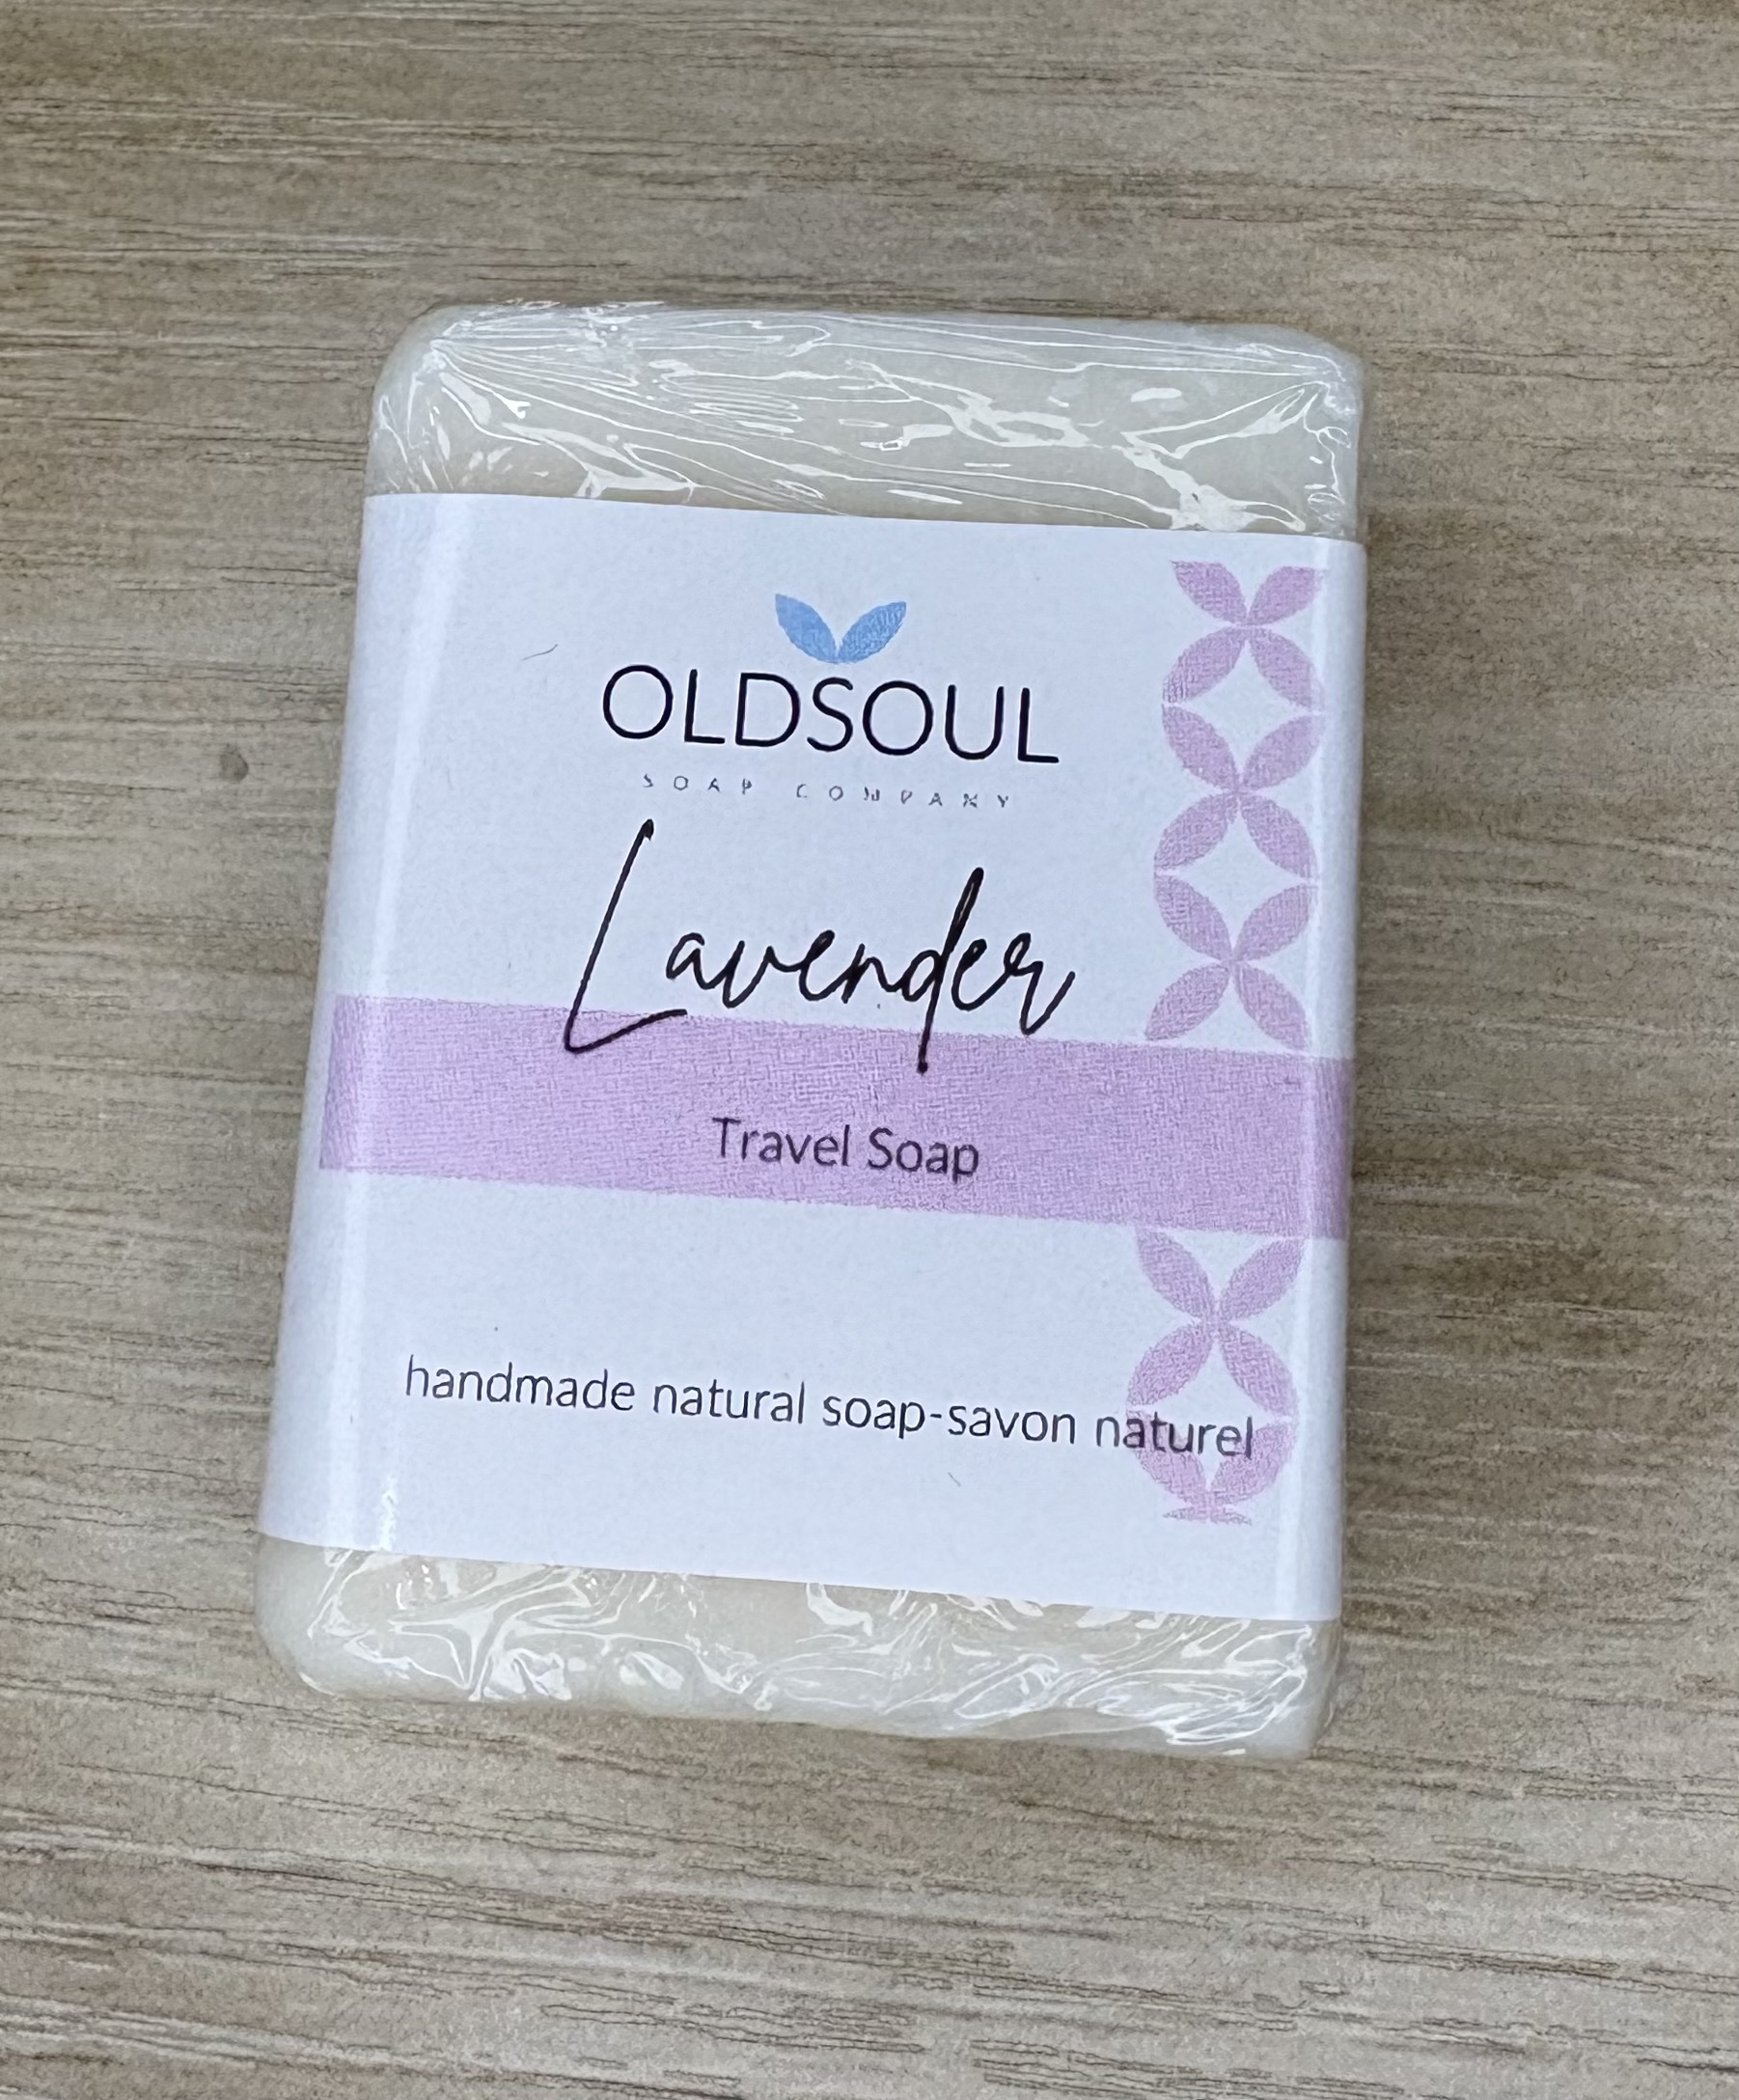 OLDSOUL
SOAP COMPANY
Lavender
Travel Soap
handmade natural soap-savon naturel